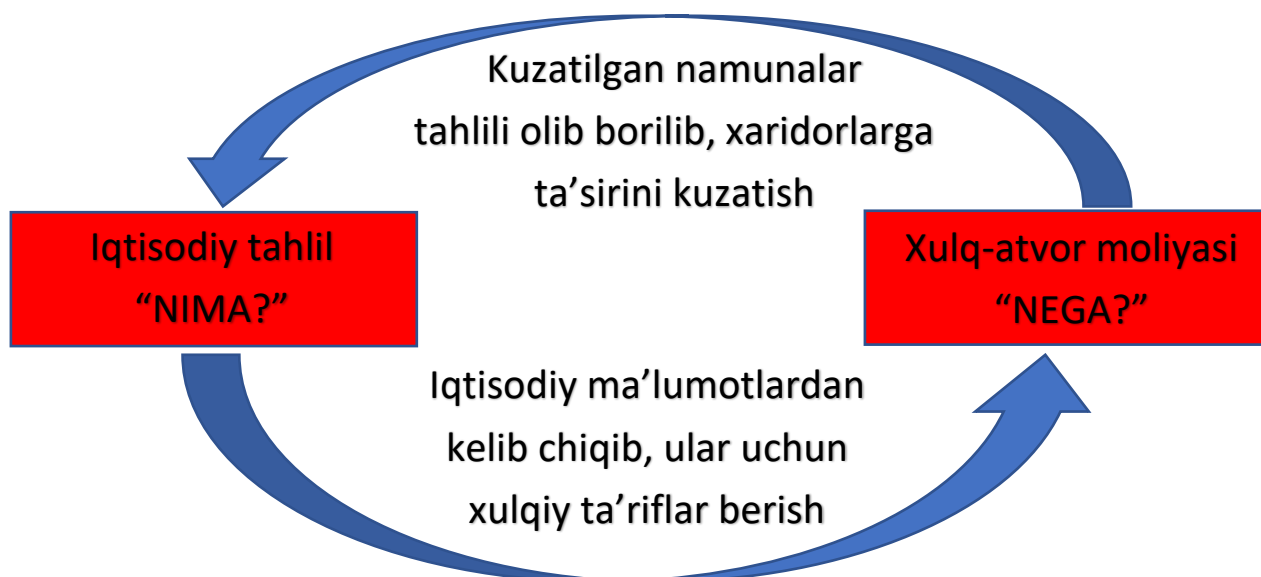 Kuzatilgan namunalar
tahlili olib borilib, xaridorlarga
ta’sirini kuzatish
Iqtisodiy tahlil
“NIMA?”
Xulq-atvor moliyasi
“NEGA?”
Iqtisodiy ma’lumotlardan
kelib chiqib, ular uchun
xulqiy ta’riflar berish